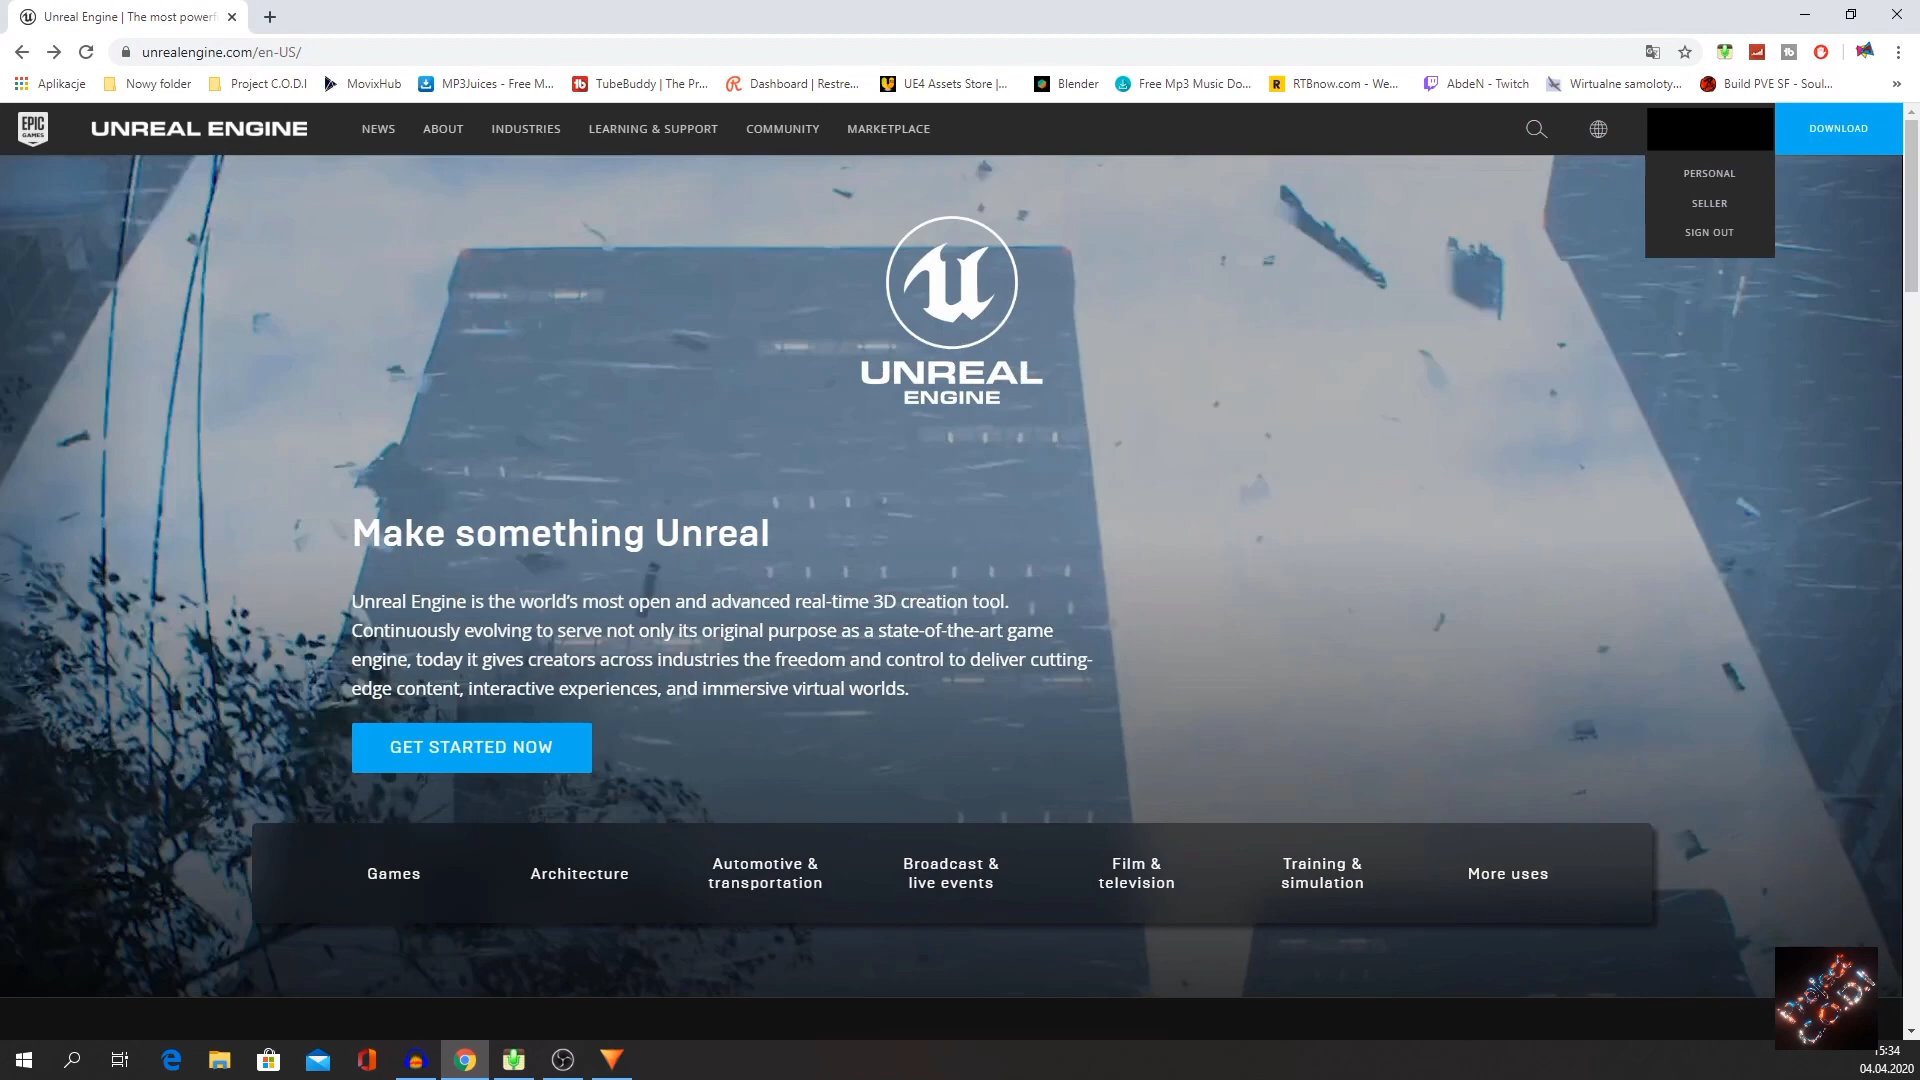 Unreal Engine | The most powerf
unrealengine.com/en-US/
Aplikacje
Nowy folder
Project C.O.D.I
MovixHub
MP3Juices - Free M...
TubeBuddy | The Pr...
Dashboard | Restre...
UE4 Assets Store |...
Blender
Free Mp3 Music Do...
RTBnow.com - We...
AbdeN - Twitch
Wirtualne samoloty...
Build PVE SF - Soul...
EPIC
GAMES
UNREAL ENGINE
NEWS
ABOUT
INDUSTRIES
LEARNING & SUPPORT
COMMUNITY
MARKETPLACE
DOWNLOAD
PERSONAL
SELLER
SIGN OUT
UNREAL
ENGINE
Make something Unreal
Unreal Engine is the world’s most open and advanced real-time 3D creation tool.
Continuously evolving to serve not only its original purpose as a state-of-the-art game
engine, today it gives creators across industries the freedom and control to deliver cutting-
edge content, interactive experiences, and immersive virtual worlds.
GET STARTED NOW
Games
Architecture
Automotive &
transportation
Broadcast &
live events
Film &
television
Training &
simulation
More uses
Project
C.O.D.I
15:34
04.04.2020